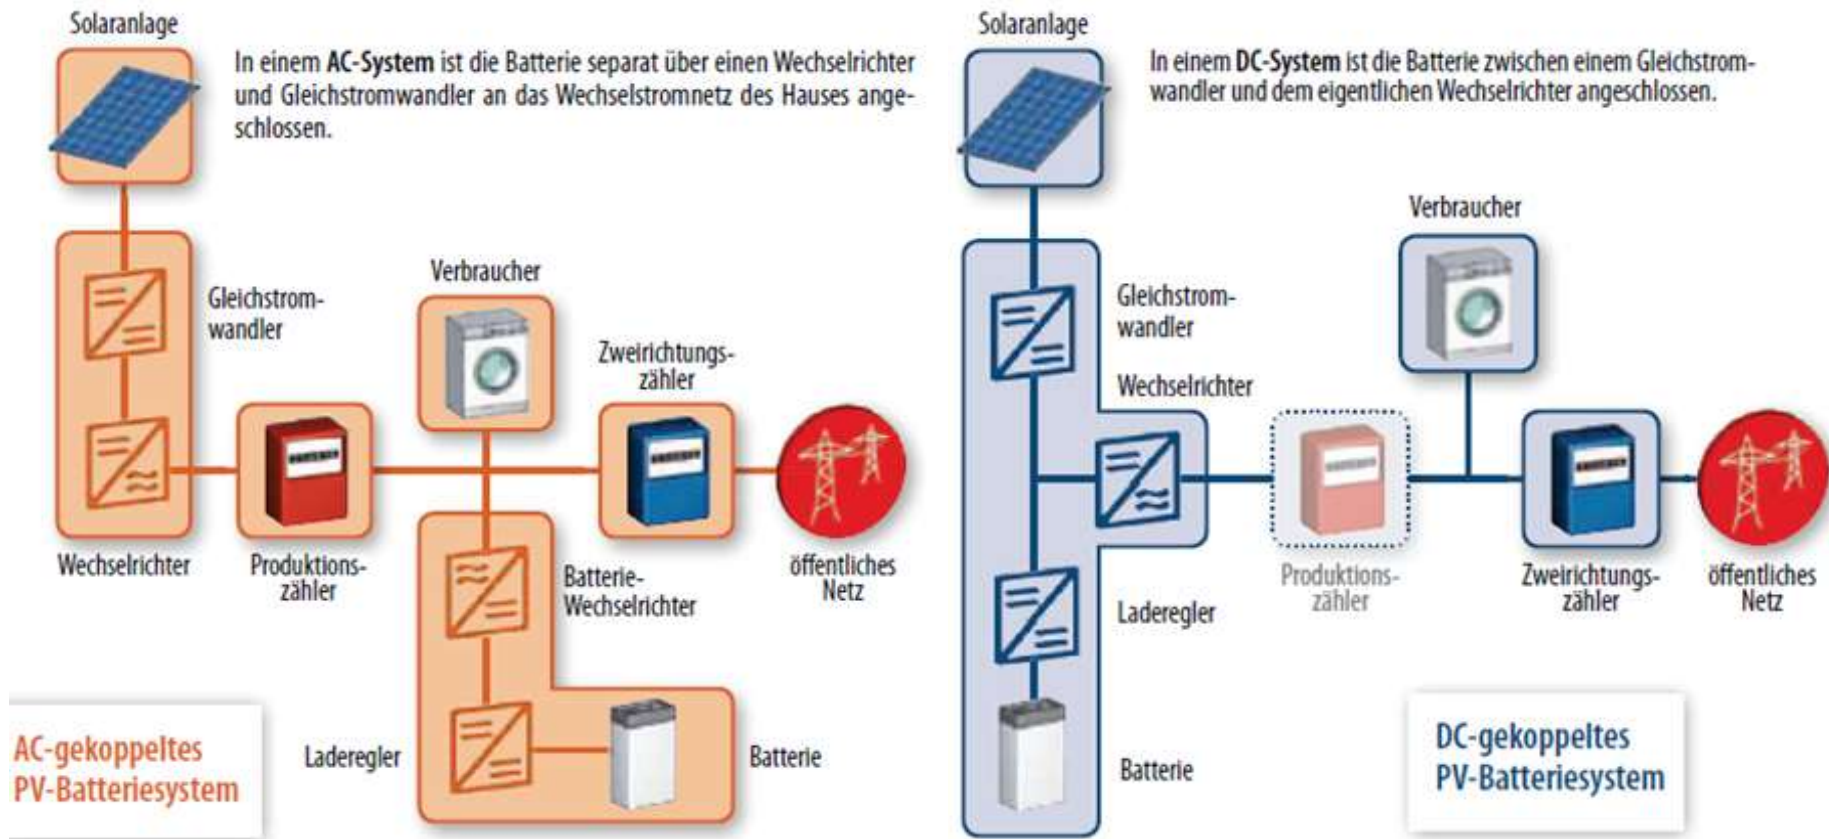 Solaranlage
In einem AC-System ist die Batterie separat über einen Wechselrichter
und Gleichstromwandler an das Wechselstromnetz des Hauses ange-
schlossen.
Gleichstrom-
wandler
Verbraucher
Zweirichtungs-
zähler
Wechselrichter
Produktions-
zähler
Batterie-
Wechselrichter
öffentliches
Netz
Laderegler
Batterie
AC-gekoppeltes
PV-Batteriesystem
Solaranlage
In einem DC-System ist die Batterie zwischen einem Gleichstrom-
wandler und dem eigentlichen Wechselrichter angeschlossen.
Verbraucher
Gleichstrom-
wandler
Wechselrichter
Produktions-
zähler
Zweirichtungs-
zähler
öffentliches
Netz
Laderegler
Batterie
DC-gekoppeltes
PV-Batteriesystem